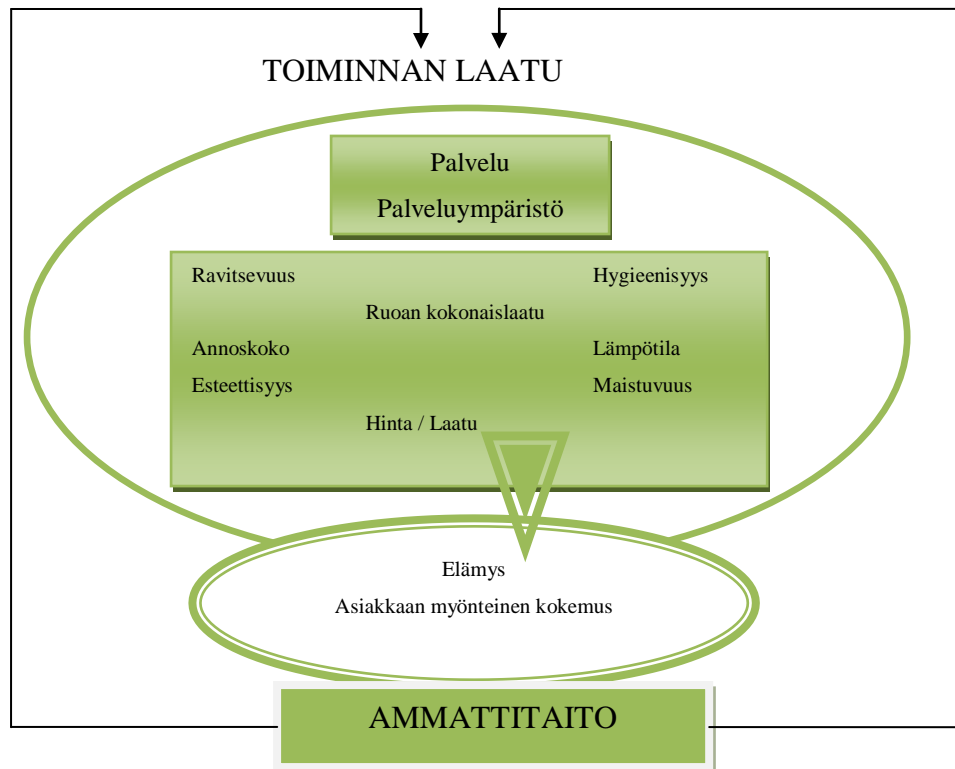 TOIMINNAN LAATU
Palvelu
Palveluympäristö
Ravitsevuus Hygieenisyys
Ruoan kokonaislaatu
Annoskoko Lämpötila
Esteettisyys Maistuvuus
Hinta / Laatu
Elämys
Asiakkaan myönteinen kokemus
AMMATTITAITO